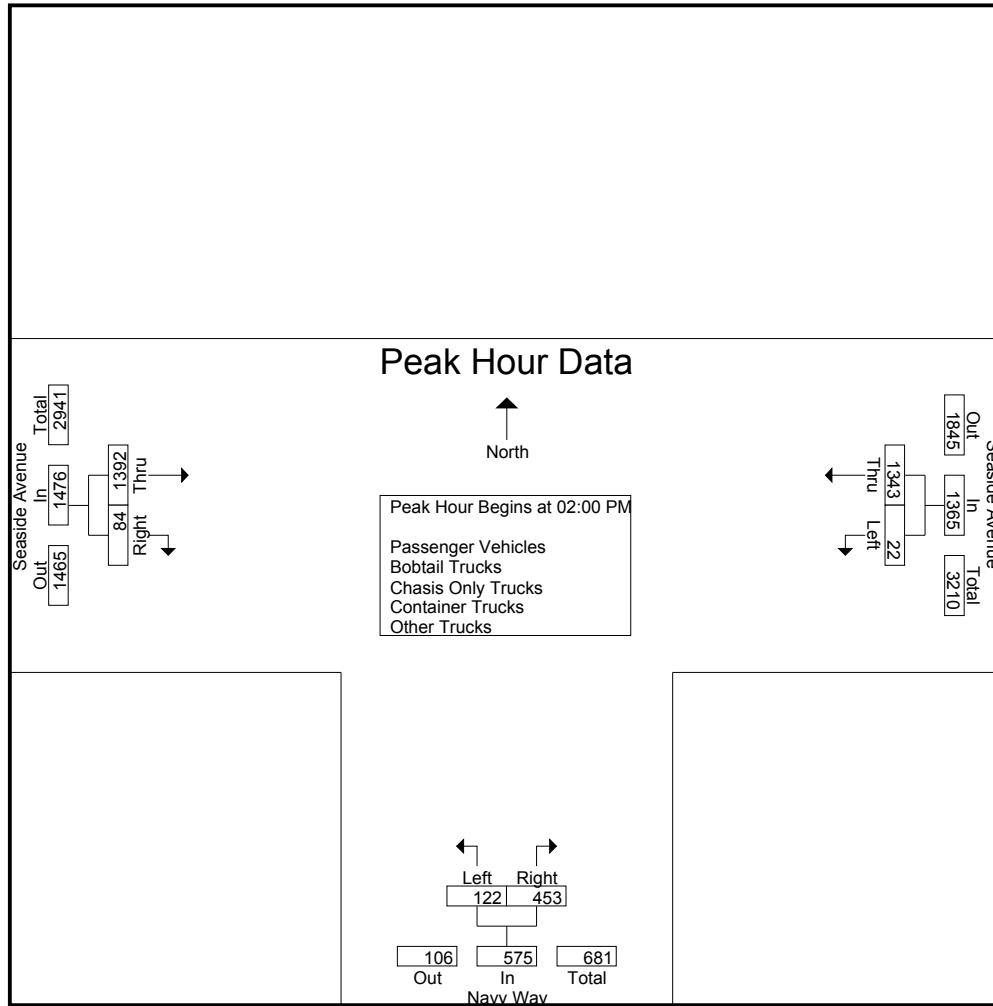 Peak Hour Data
North
Peak Hour Begins at 02:00 PM
Passenger Vehicles
Bobtail Trucks
Chasis Only Trucks
Container Trucks
Other Trucks
Seaside Avenue
Total
2941
In
1476
Out
1465
1392
Thru
84
Right
Seaside Avenue
Out
1845
In
1365
Total
3210
1343
Thru
22
Left
Left Right
122 453
106 575 681
Out In Total
Navy Way